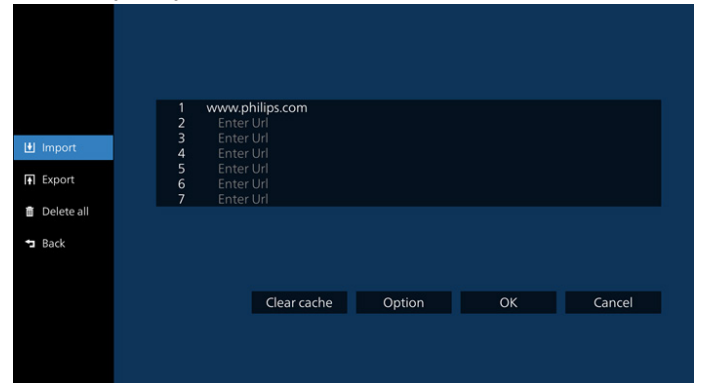 1 www.philips.com
2 Enter Url
3 Enter Url
4 Enter Url
5 Enter Url
6 Enter Url
7 Enter Url
Import
Export
Delete all
Back
Clear cache Option OK Cancel